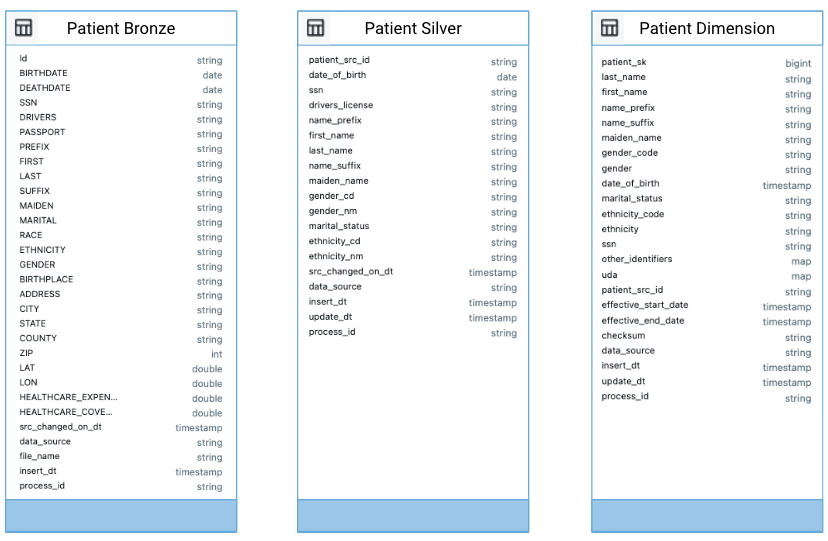 Patient Bronze
Id string
BIRTHDATE date
DEATHDATE date
SSN string
DRIVERS string
PASSPORT string
PREFIX string
FIRST string
LAST string
SUFFIX string
MAIDEN string
MARITAL string
RACE string
ETHNICITY string
GENDER string
BIRTHPLACE string
ADDRESS string
CITY string
STATE string
COUNTY string
ZIP int
LAT double
LON double
HEALTHCARE_EXPEN... double
HEALTHCARE_COVE... double
src_changed_on_dt timestamp
data_source string
file_name string
insert_dt timestamp
process_id string
Patient Silver
patient_src_id string
date_of_birth date
ssn string
drivers_license string
name_prefix string
first_name string
last_name string
name_suffix string
maiden_name string
gender_cd string
gender_nm string
marital_status string
ethnicity_cd string
ethnicity_nm string
src_changed_on_dt timestamp
data_source string
insert_dt timestamp
update_dt timestamp
process_id string
Patient Dimension
patient_sk bigint
last_name string
first_name string
name_prefix string
name_suffix string
maiden_name string
gender_code string
gender string
date_of_birth timestamp
marital_status string
ethnicity_code string
ethnicity string
ssn string
other_identifiers map
uda map
patient_src_id string
effective_start_date timestamp
effective_end_date timestamp
checksum string
data_source string
insert_dt timestamp
update_dt timestamp
process_id string